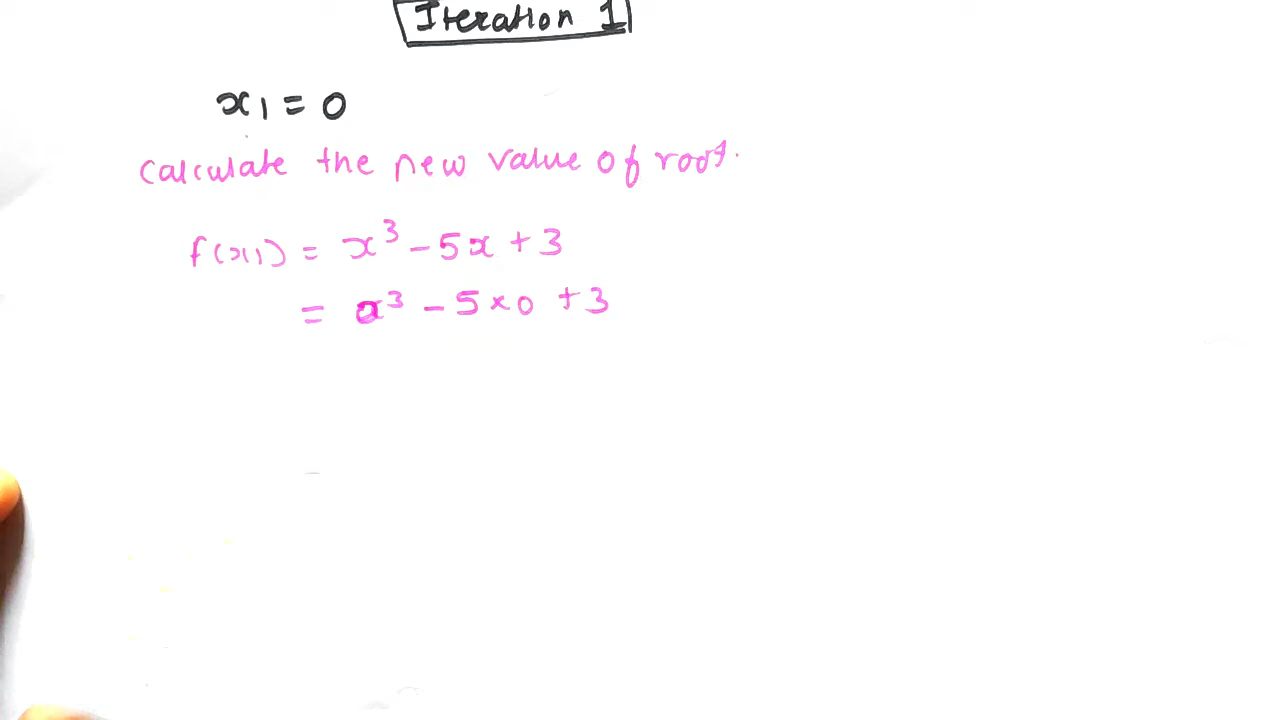 Iteration 1
x₁ = 0
Calculate the new value of root.
f(x₁) = x³ - 5x + 3
= 0³ - 5 × 0 + 3